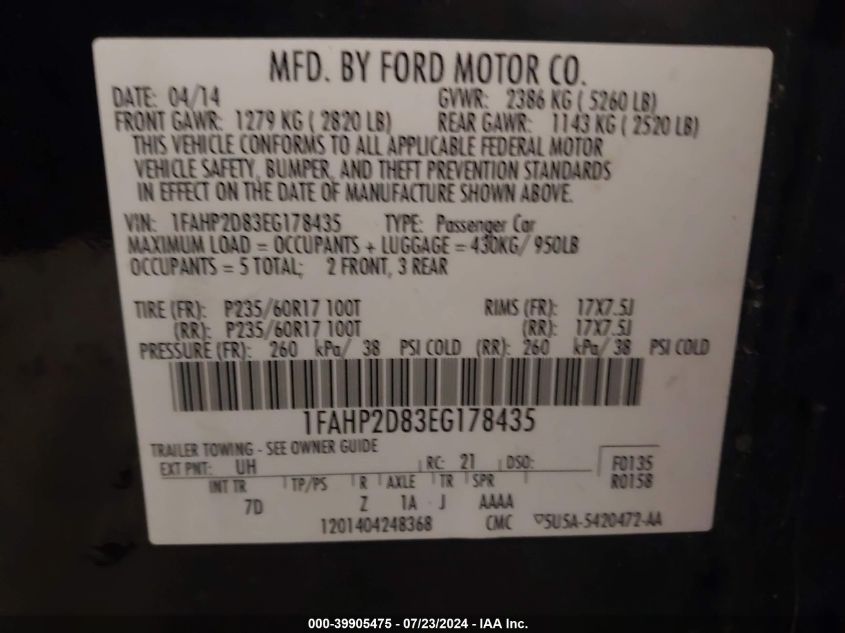 MFD. BY FORD MOTOR CO.
DATE: 04/14 GVWR: 2386 KG ( 5260 LB)
FRONT GAWR: 1279 KG ( 2820 LB) REAR GAWR: 1143 KG ( 2520 LB)
THIS VEHICLE CONFORMS TO ALL APPLICABLE FEDERAL MOTOR
VEHICLE SAFETY, BUMPER, AND THEFT PREVENTION STANDARDS
IN EFFECT ON THE DATE OF MANUFACTURE SHOWN ABOVE.
VIN: 1FAHP2D83EG178435 TYPE: Passenger Car
MAXIMUM LOAD = OCCUPANTS + LUGGAGE = 430KG/ 950LB
OCCUPANTS = 5 TOTAL; 2 FRONT, 3 REAR
TIRE (FR): P235/60R17 100T RIMS (FR): 17X7.5J
(RR): P235/60R17 100T (RR): 17X7.5J
PRESSURE (FR): 260 kPa/ 38 PSI COLD (RR): 260 kPa/ 38 PSI COLD
1FAHP2D83EG178435
TRAILER TOWING - SEE OWNER GUIDE
EXT PNT: UH RC: 21 DSO: F0135
R0158
INT TR TP/PS R AXLE TR SPR
7D Z 1A J AAAA
1201404248368 CMC ▽5U5A-5420472-AA
000-39905475 - 07/23/2024 - IAA Inc.